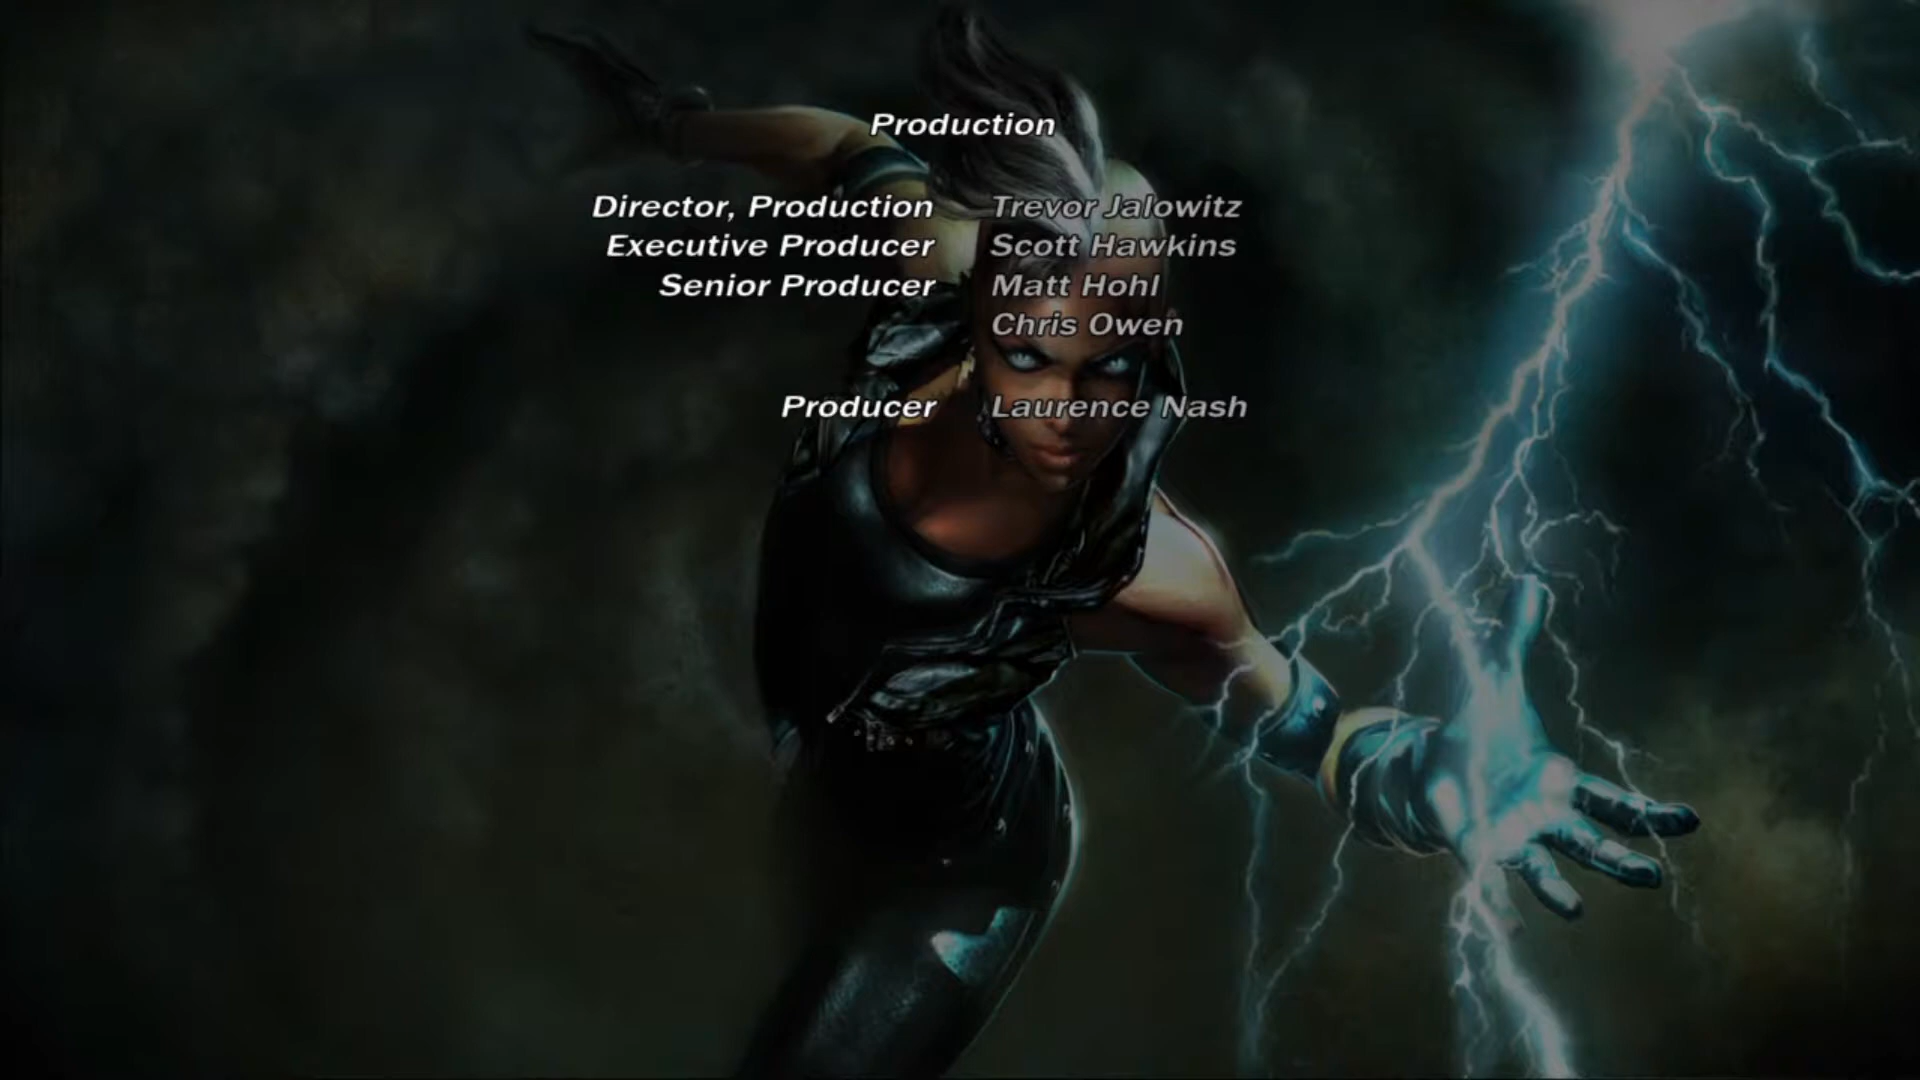 Production
Director, Production Trevor Jalowitz
Executive Producer Scott Hawkins
Senior Producer Matt Hohl
Chris Owen
Producer Laurence Nash